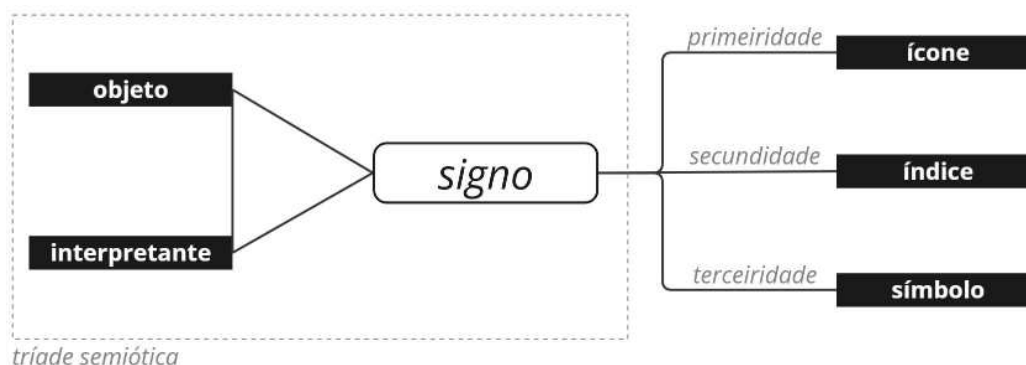 objeto
interpretante
signo
primeiridade
ícone
secundidade
índice
terceiridade
símbolo
tríade semiótica